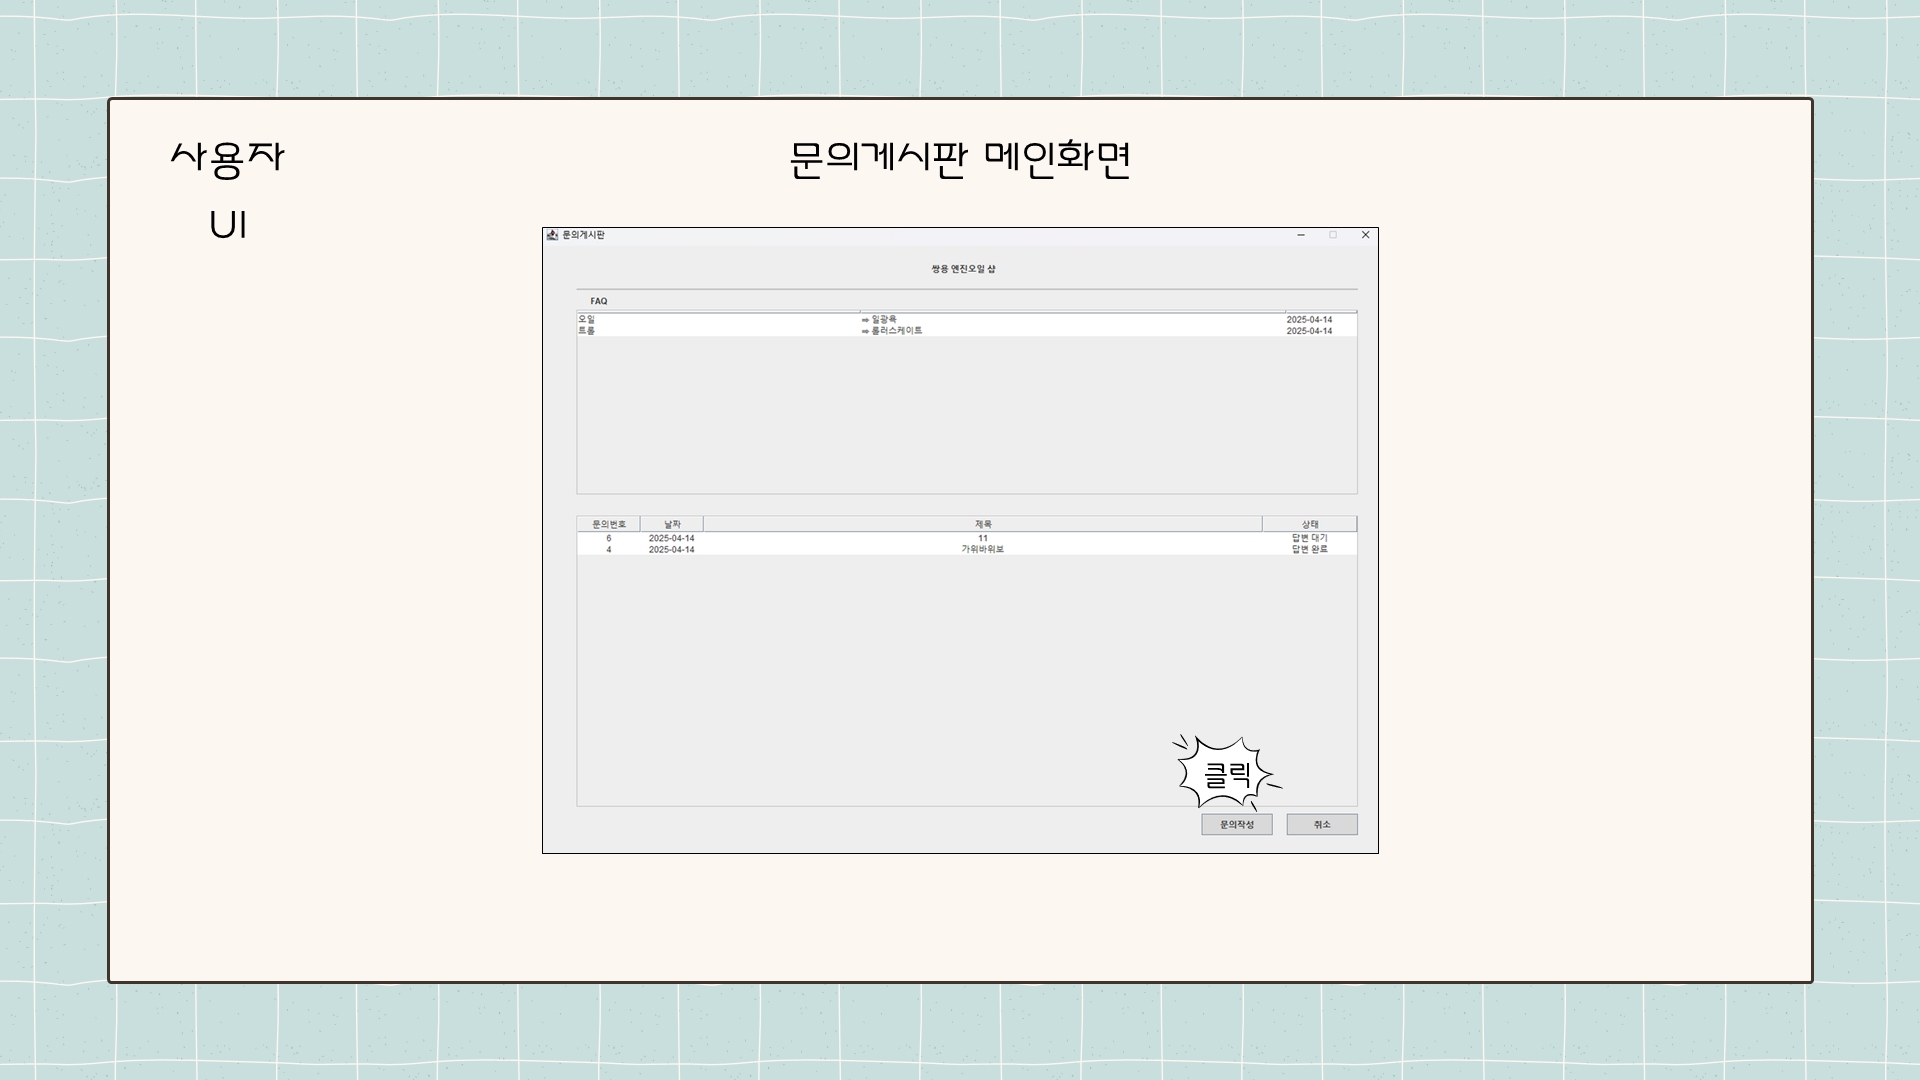 사용자
UI
문의게시판 메인화면
문의게시판
쌍용 엔진오일 샵
FAQ
오일 ⇒ 일광욕 2025-04-14
트롤 ⇒ 롤러스케이트 2025-04-14
문의번호 날짜 제목 상태
6 2025-04-14 11 답변 대기
4 2025-04-14 가위바위보 답변 완료
클릭
문의작성 취소